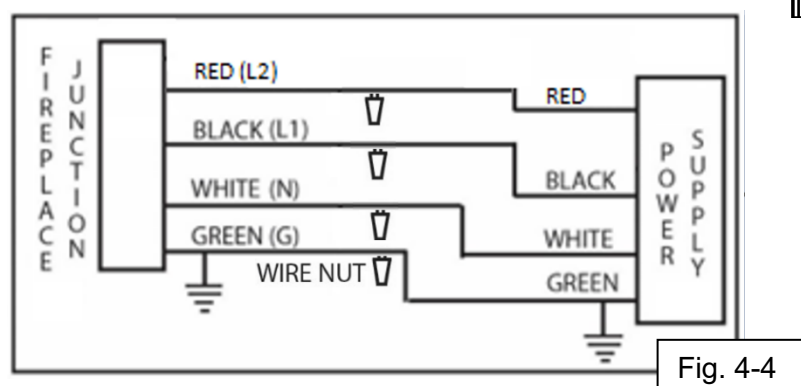 FIREPLACE
JUNCTION
RED (L2)
BLACK (L1)
WHITE (N)
GREEN (G)
WIRE NUT
RED
BLACK
WHITE
GREEN
POWER
SUPPLY
Fig. 4-4